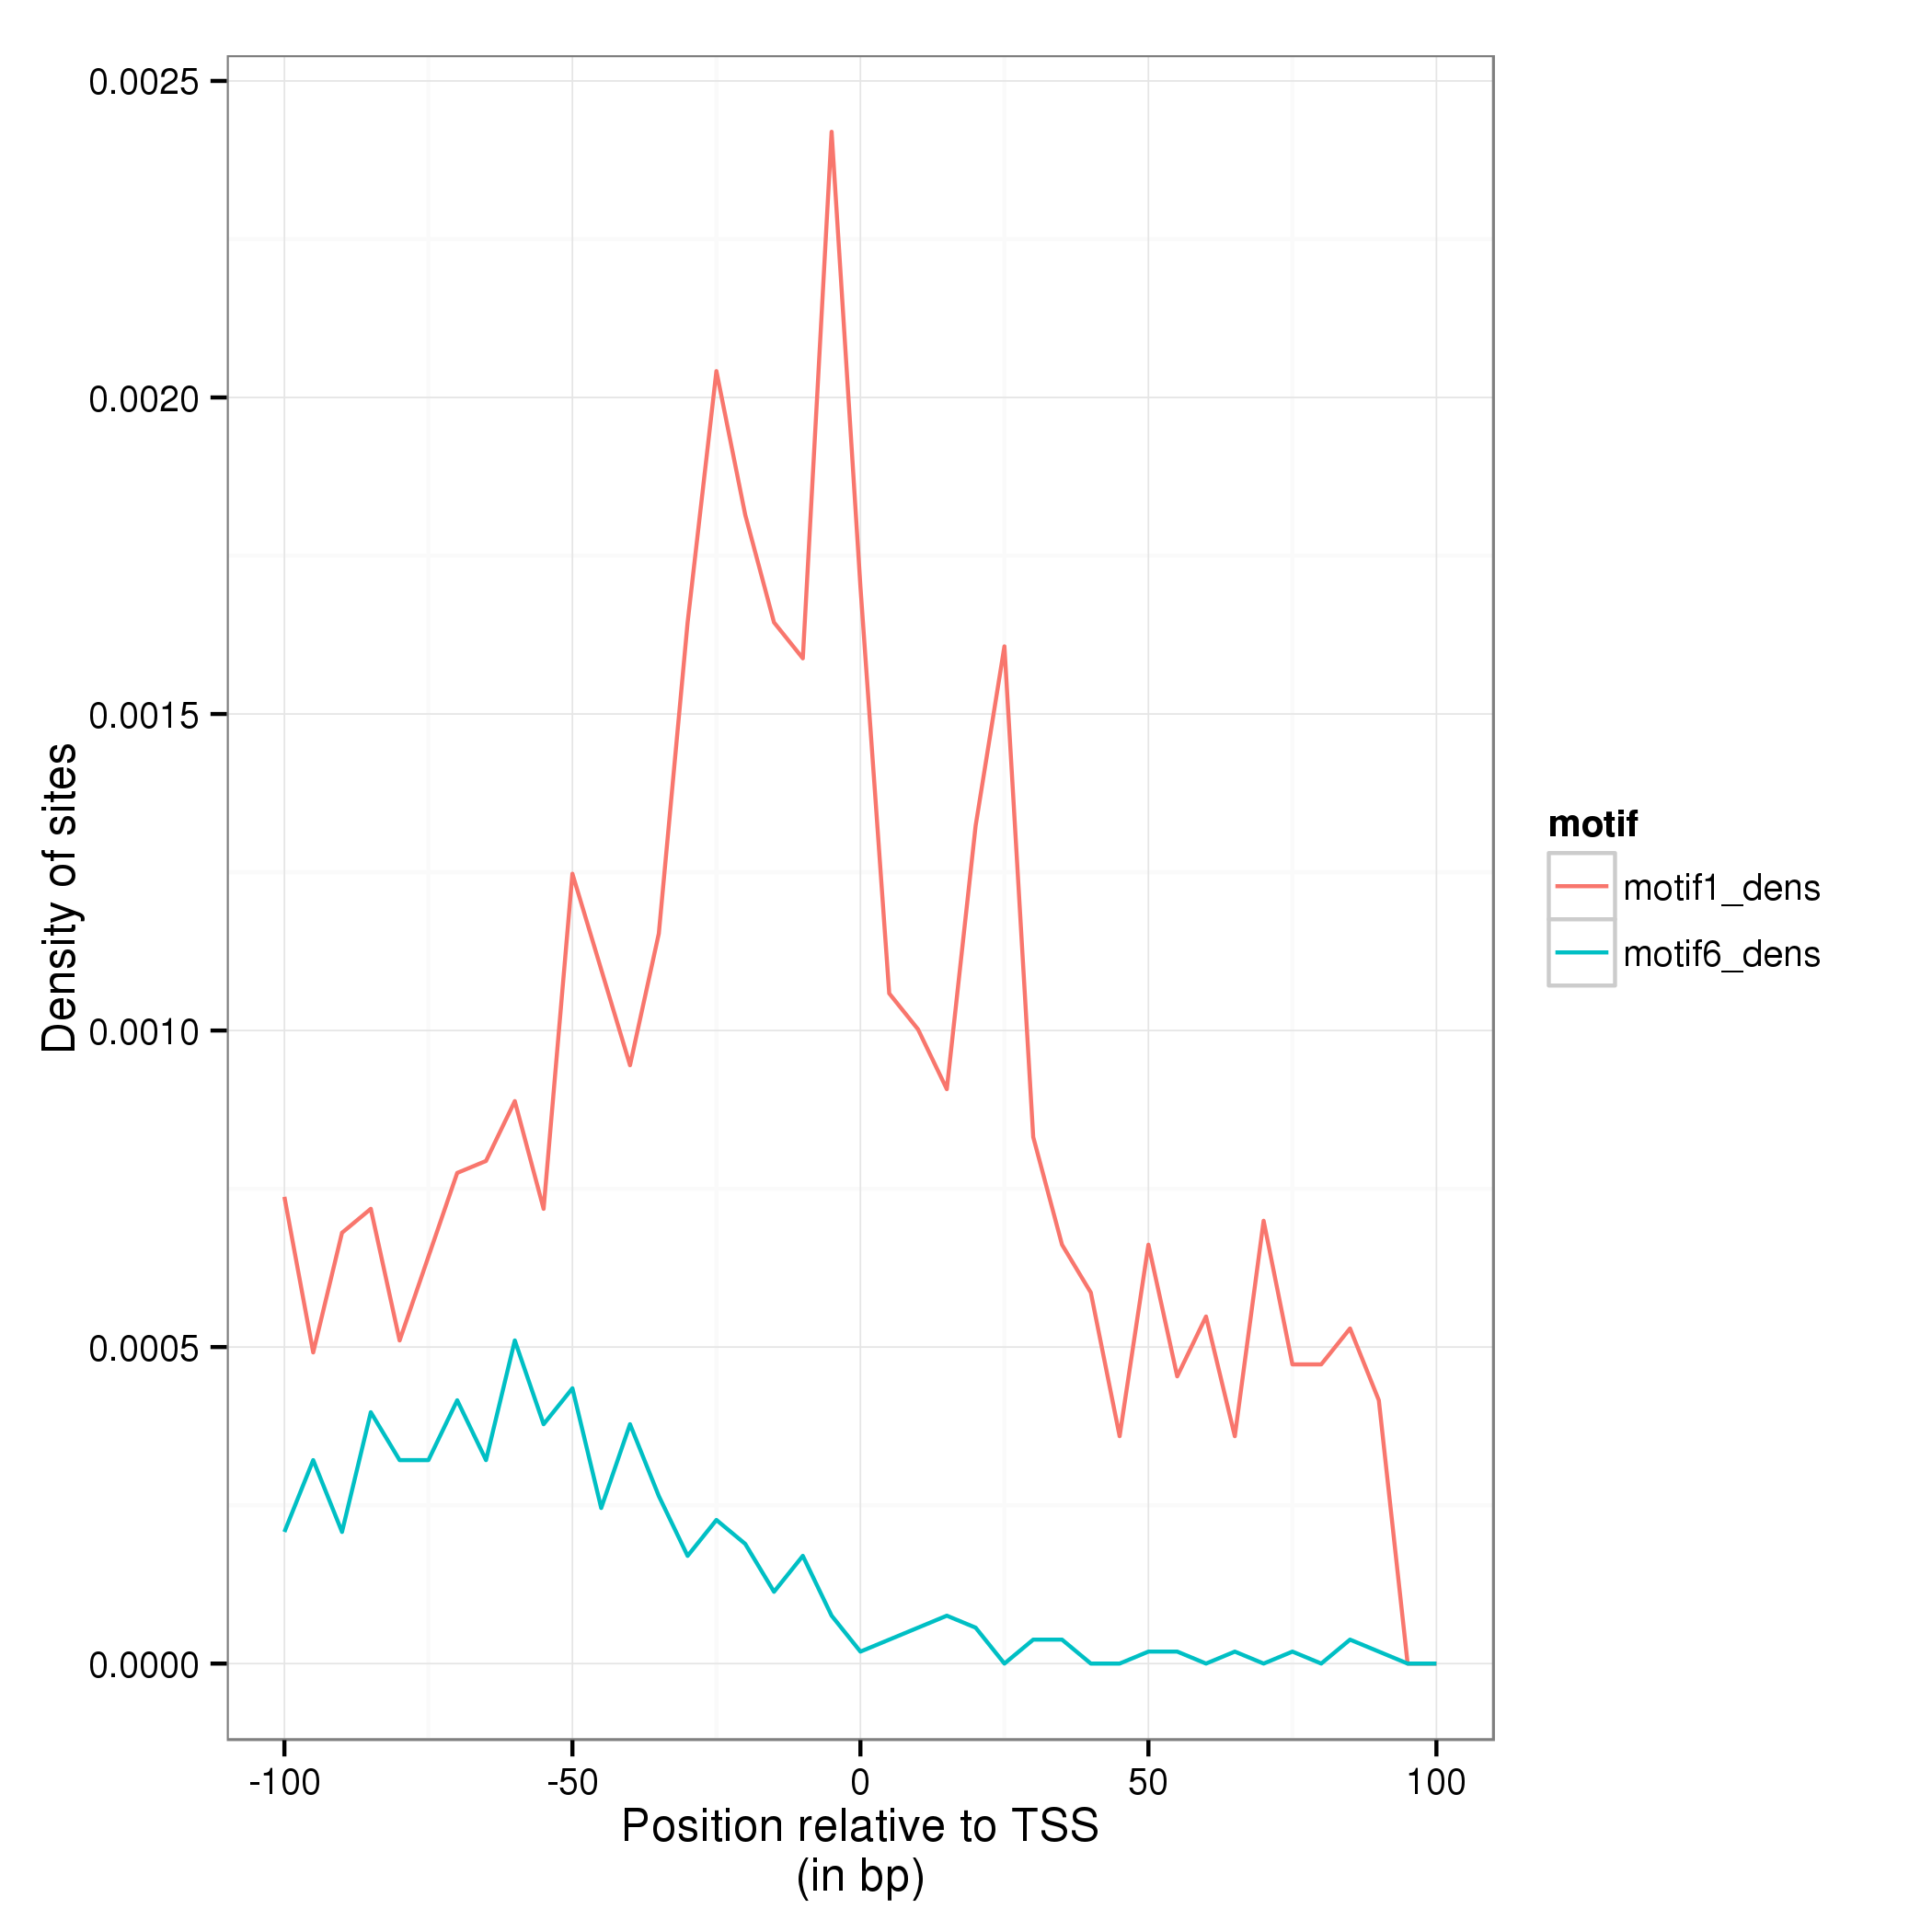 0.0025
0.0020
0.0015
0.0010
0.0005
0.0000
Density of sites
-100
-50
0
50
100
Position relative to TSS
(in bp)
motif
motif1_dens
motif6_dens